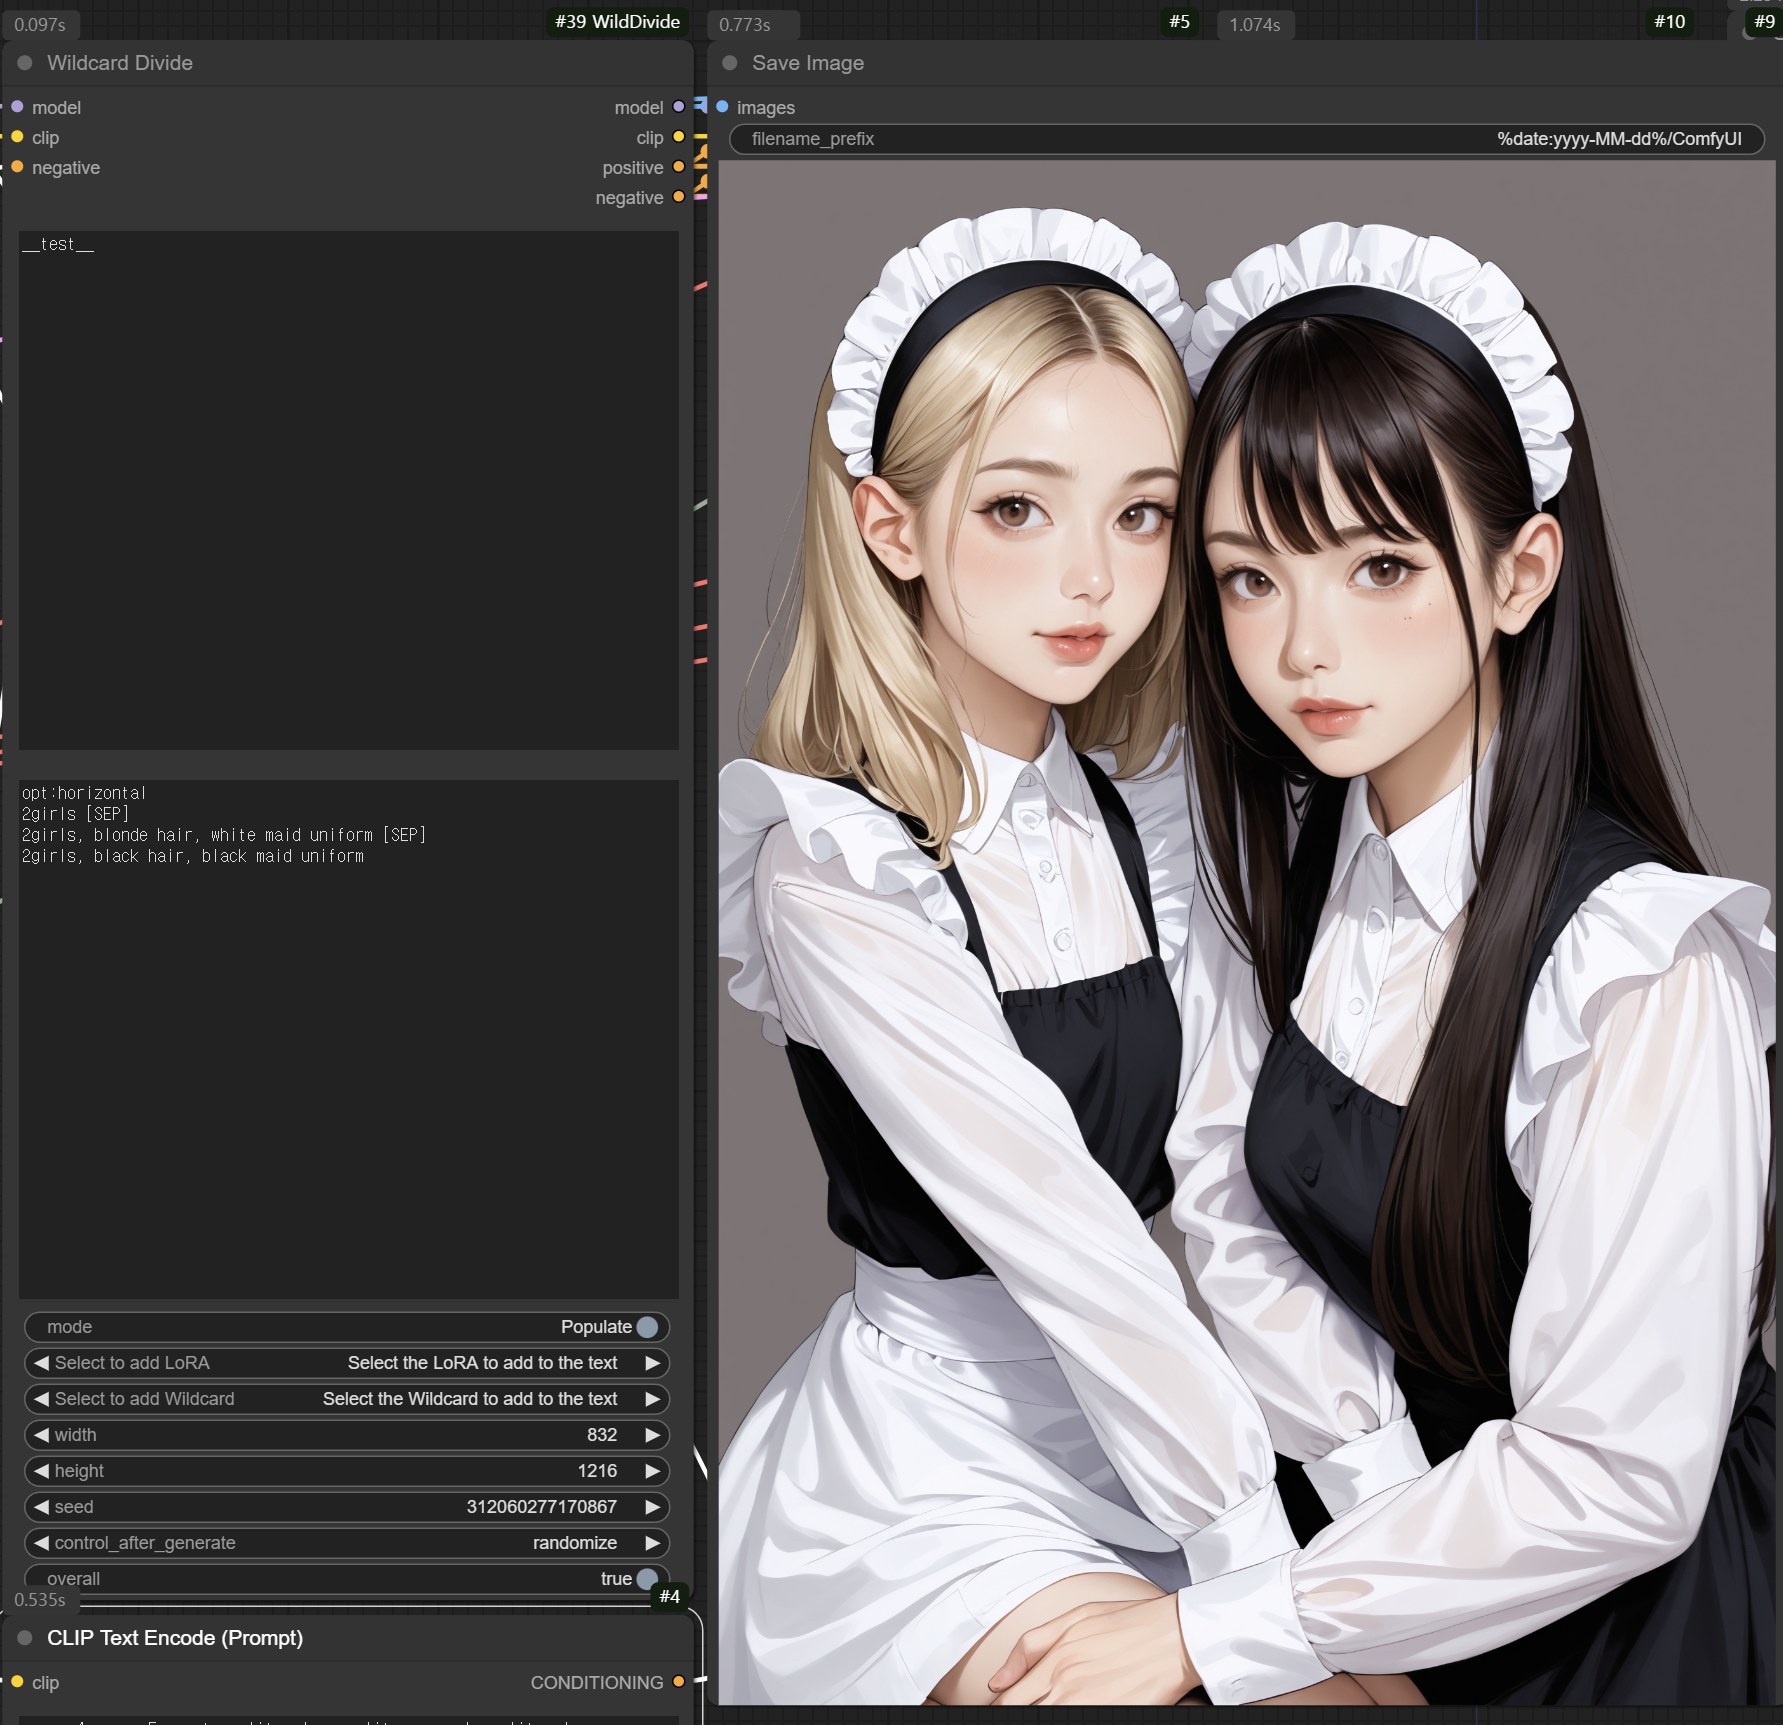 0.097s
#39 WildDivide
0.773s
#5
1.074s
#10
#9
Wildcard Divide
model
clip
negative
model
clip
positive
negative
__test__
opt:horizontal
2girls [SEP]
2girls, blonde hair, white maid uniform [SEP]
2girls, black hair, black maid uniform
mode Populate
Select to add LoRA Select the LoRA to add to the text
Select to add Wildcard Select the Wildcard to add to the text
width 832
height 1216
seed 312060277170867
control_after_generate randomize
overall true
0.535s
#4
CLIP Text Encode (Prompt)
clip
CONDITIONING
Save Image
images
filename_prefix %date:yyyy-MM-dd%/ComfyUI